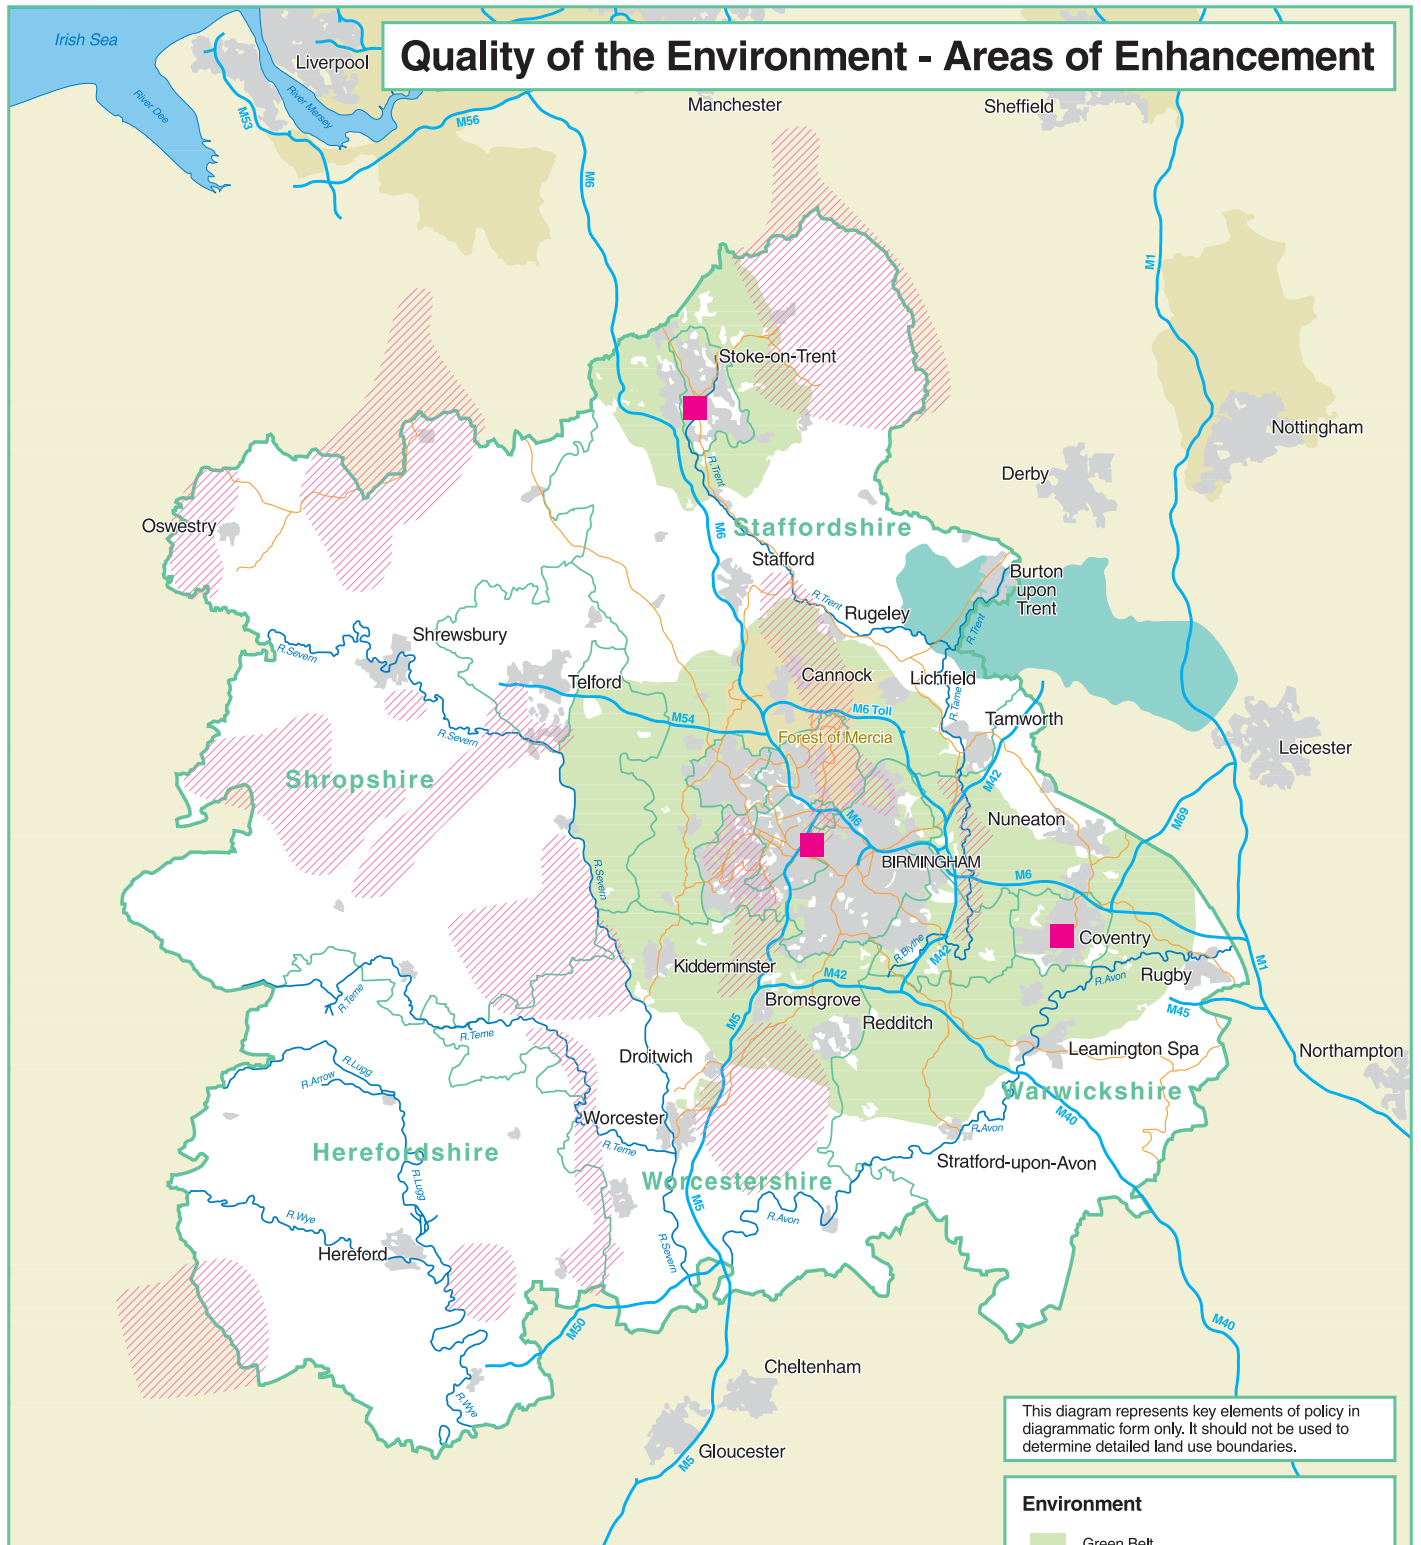 Quality of the Environment - Areas of Enhancement
Irish Sea
Liverpool
River Dee
River Mersey
M53
M56
Manchester
Sheffield
M6
M1
Stoke-on-Trent
Nottingham
Derby
R.Trent
Oswestry
M6
Staffordshire
Stafford
Burton
upon
Trent
R.Trent
Rugeley
R.Trent
Shrewsbury
R.Severn
Telford
Cannock
Lichfield
R.Tame
M6 Toll
M54
Tamworth
R.Severn
Forest of Mercia
Leicester
Shropshire
M42
M69
M6
Nuneaton
BIRMINGHAM
R.Severn
M6
Coventry
R.Blythe
M42
Kidderminster
M42
Rugby
R.Avon
M1
R.Teme
Bromsgrove
M45
M5
Redditch
R.Teme
Droitwich
Leamington Spa
Northampton
R.Lugg
R.Arrow
Warwickshire
Worcester
M40
R.Avon
R.Teme
Herefordshire
Stratford-upon-Avon
R.Lugg
Worcestershire
M5
R.Wye
R.Avon
Hereford
R.Severn
M50
M40
Cheltenham
R.Wye
Gloucester
M5
This diagram represents key elements of policy in
diagrammatic form only. It should not be used to
determine detailed land use boundaries.
Environment
Green Belt